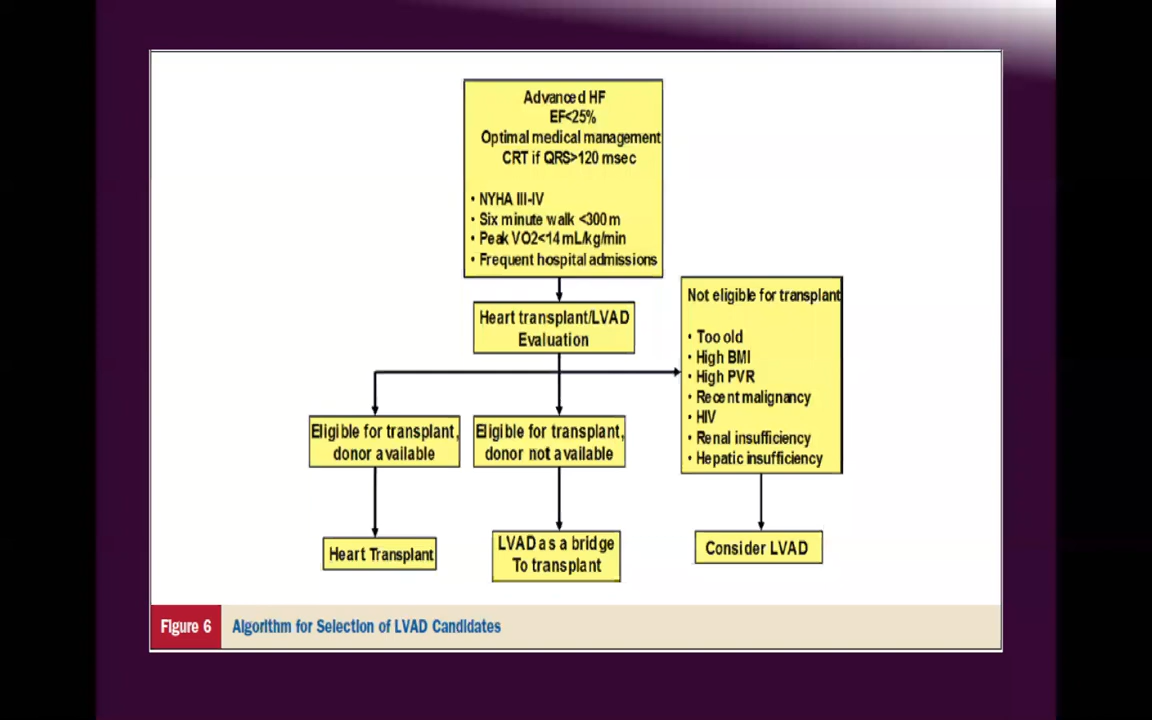 Advanced HF
EF<25%
Optimal medical management
CRT if QRS>120 msec
• NYHA III-IV
• Six minute walk <300 m
• Peak VO2<14 mL/kg/min
• Frequent hospital admissions
Heart transplant/LVAD
Evaluation
Not eligible for transplant
• Too old
• High BMI
• High PVR
• Recent malignancy
• HIV
• Renal insufficiency
• Hepatic insufficiency
Eligible for transplant,
donor available
Eligible for transplant,
donor not available
Heart Transplant
LVAD as a bridge
To transplant
Consider LVAD
Figure 6
Algorithm for Selection of LVAD Candidates